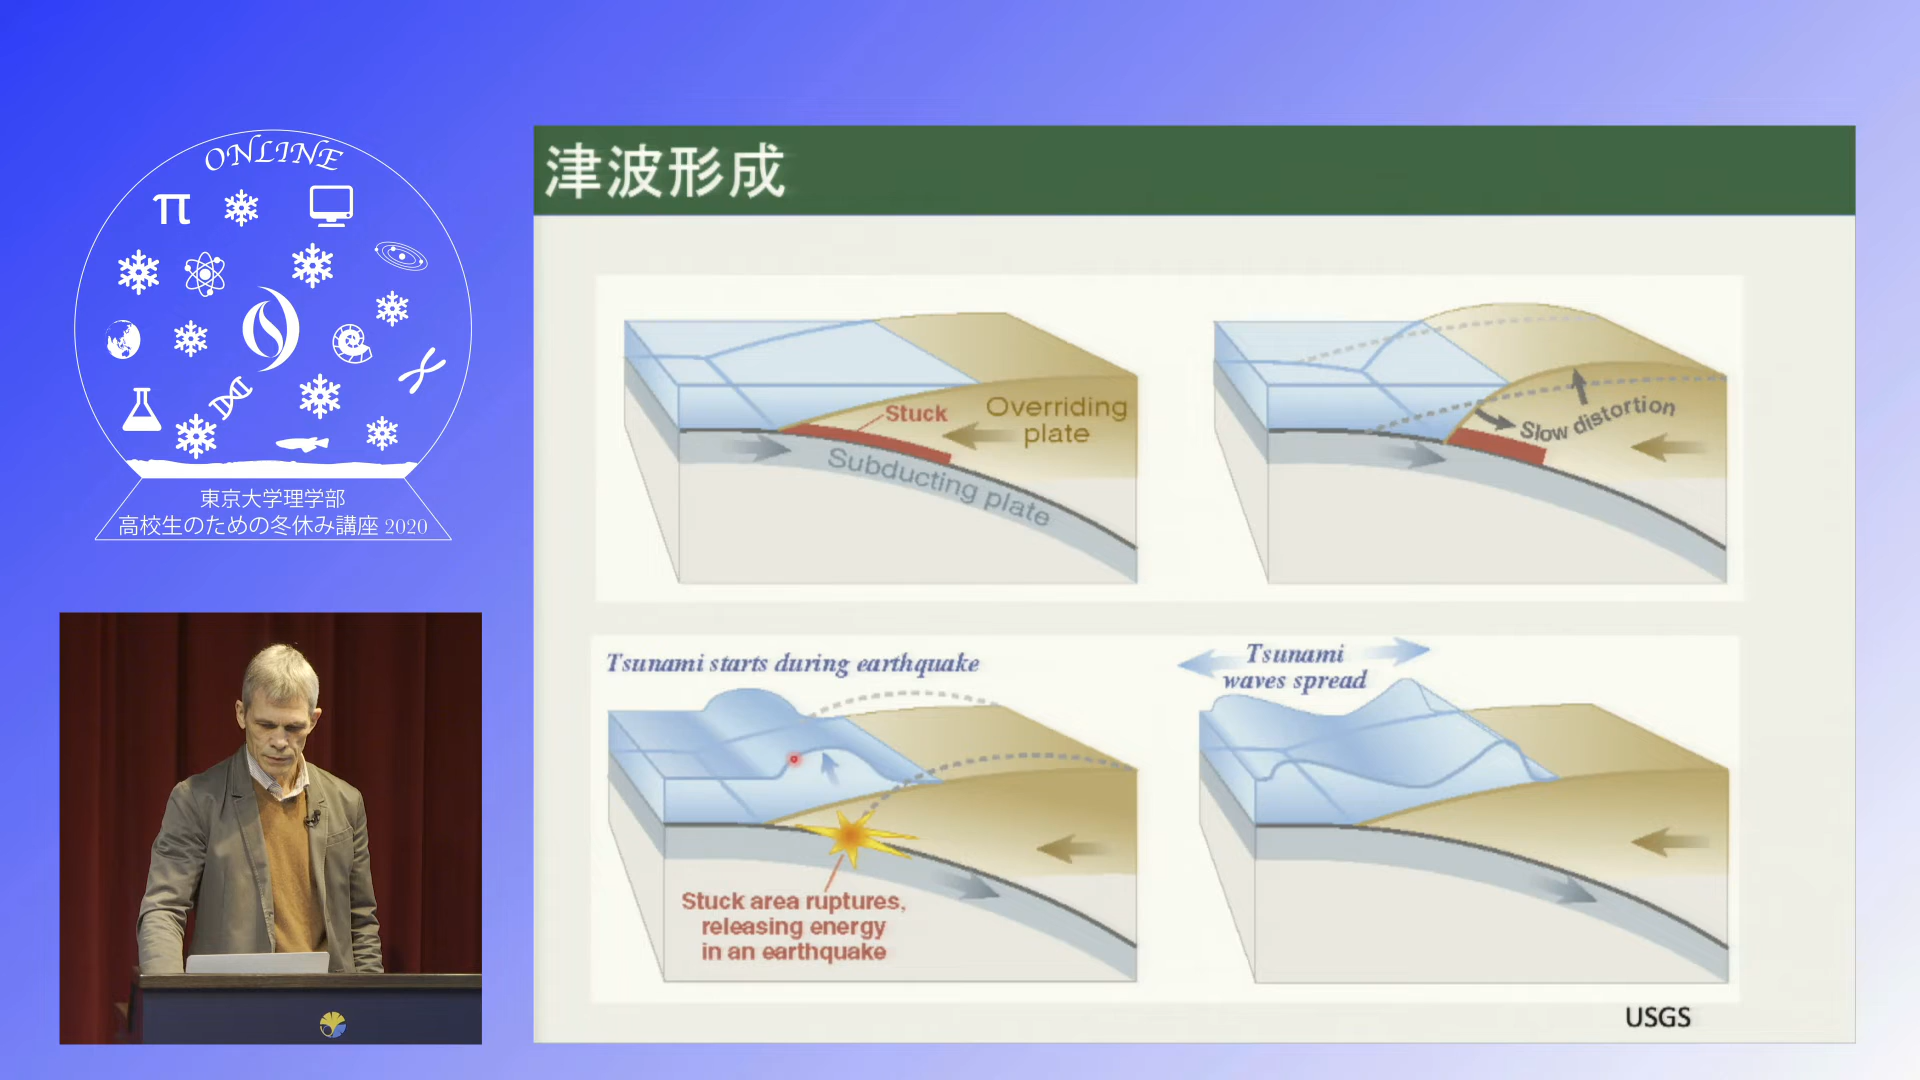 ONLINE
π
東京大学理学部
高校生のための冬休み講座 2020
津波形成
Stuck
Overriding
plate
Subducting plate
Slow distortion
Tsunami starts during earthquake
Stuck area ruptures,
releasing energy
in an earthquake
Tsunami
waves spread
USGS